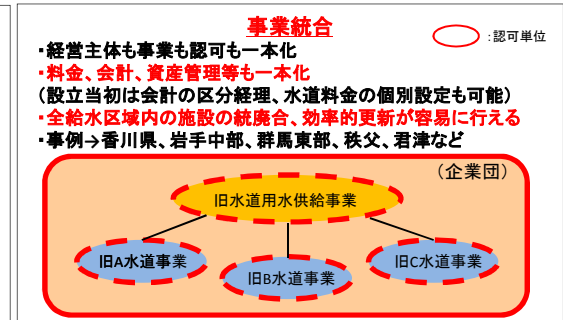 事業統合
:認可単位
・経営主体も事業も認可も一本化
・料金、会計、資産管理等も一本化
(設立当初は会計の区分経理、水道料金の個別設定も可能)
・全給水区域内の施設の統廃合、効率的更新が容易に行える
・事例→香川県、岩手中部、群馬東部、秩父、君津など
(企業団)
旧水道用水供給事業
旧A水道事業
旧B水道事業
旧C水道事業